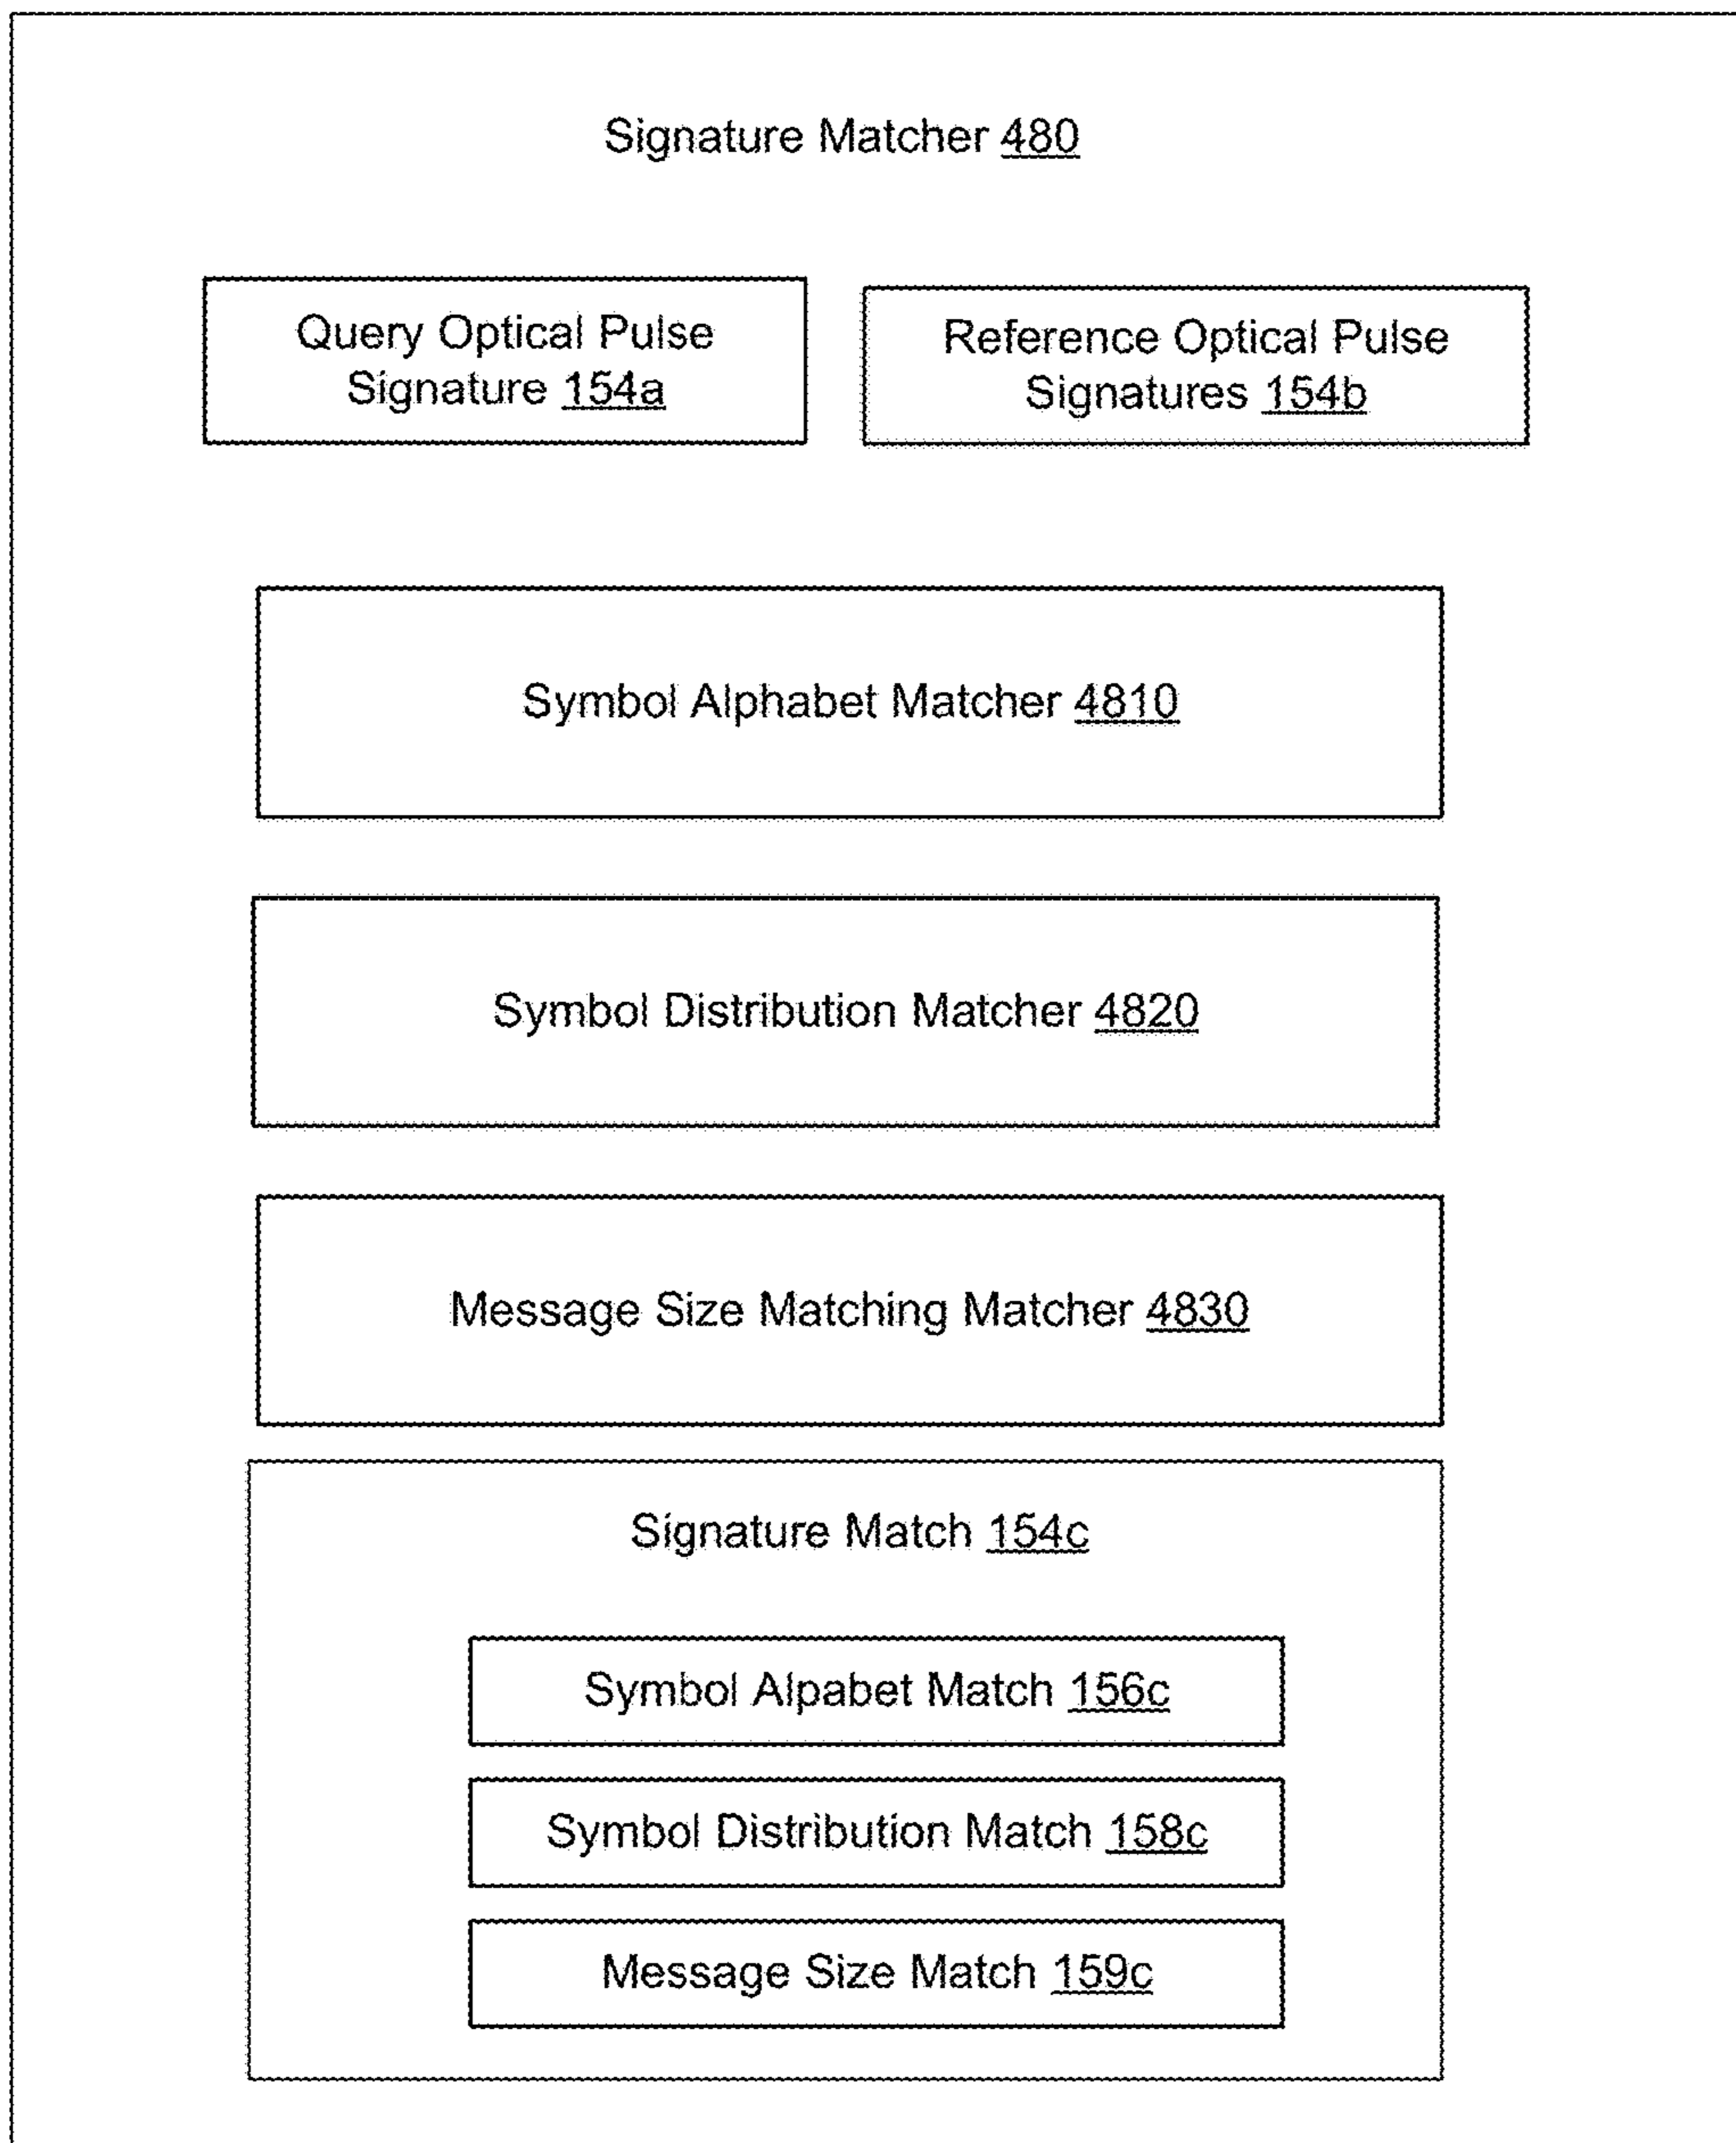 Signature Matcher 480
Query Optical Pulse
Signature 154a
Reference Optical Pulse
Signatures 154b
Symbol Alphabet Matcher 4810
Symbol Distribution Matcher 4820
Message Size Matching Matcher 4830
Signature Match 154c
Symbol Alpabet Match 156c
Symbol Distribution Match 158c
Message Size Match 159c